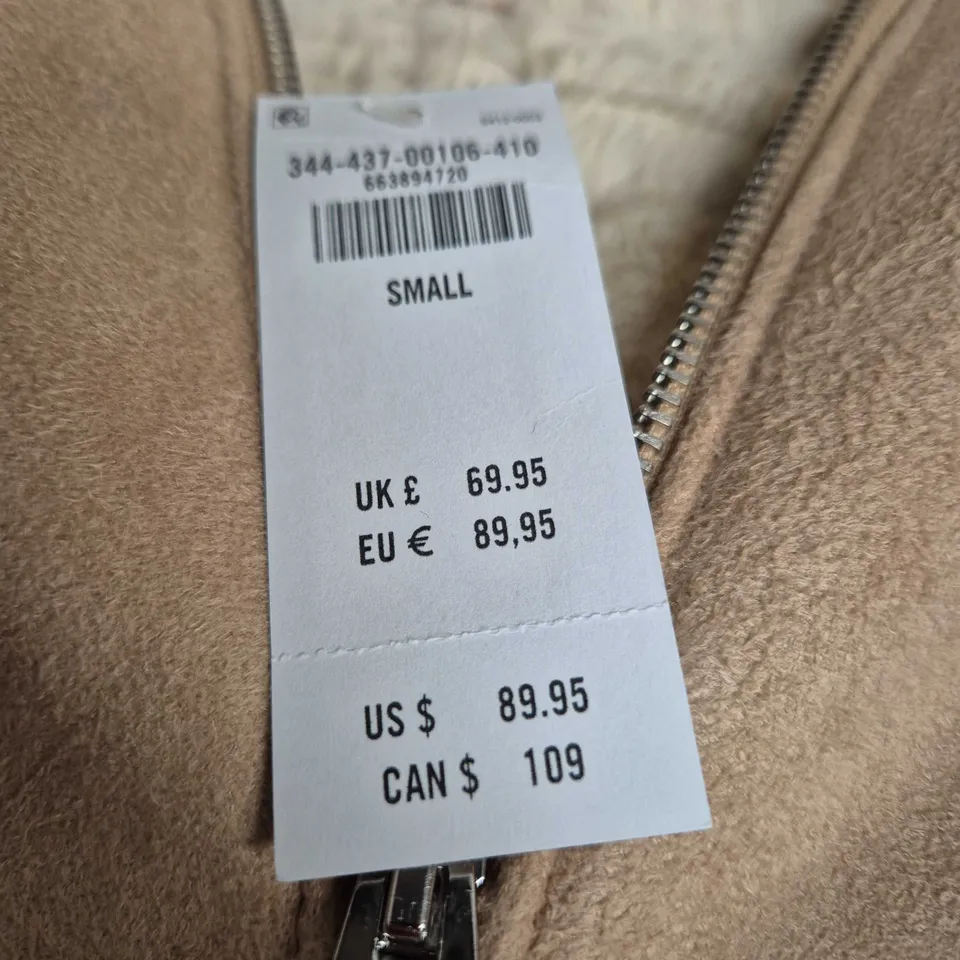 344-437-00106-410
663894720
SMALL
UK £ 69.95
EU € 89,95
US $ 89.95
CAN $ 109